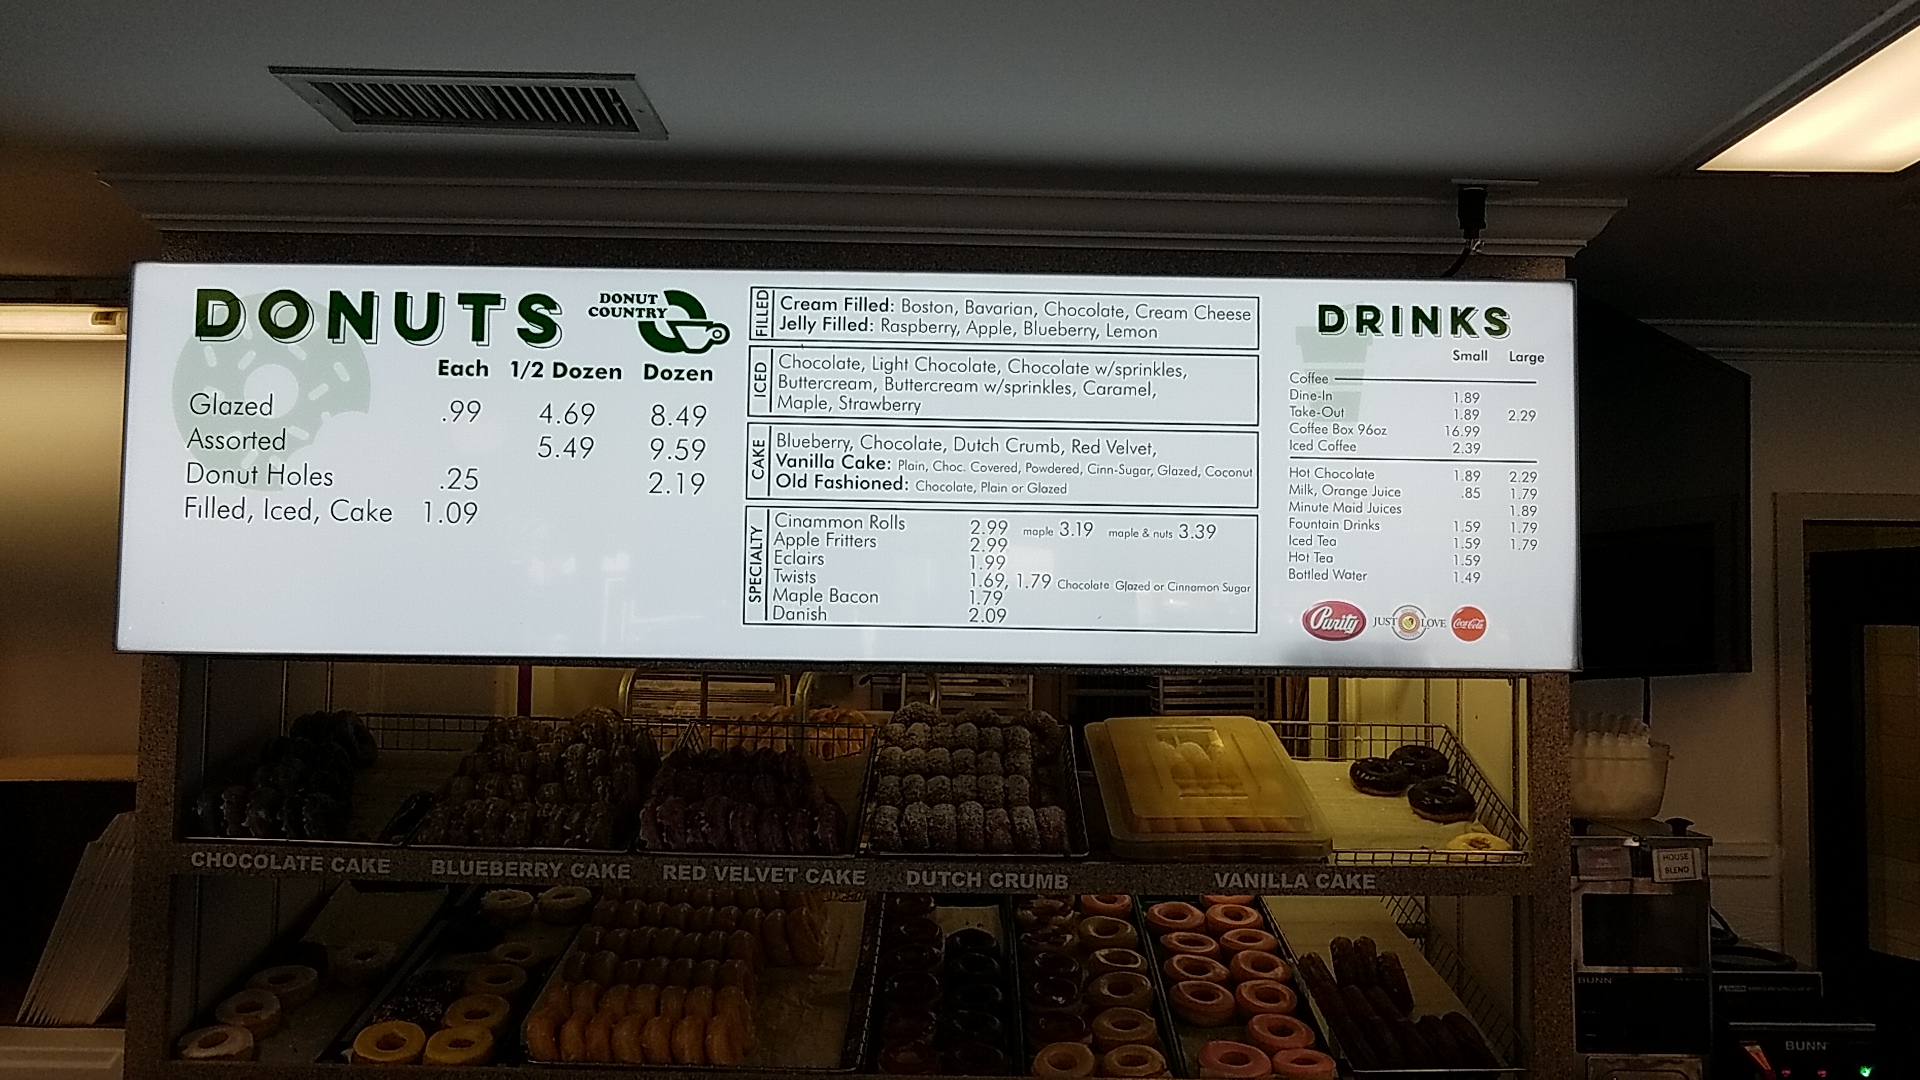 DONUTS
DONUT
COUNTRY
Each 1/2 Dozen Dozen
Glazed .99 4.69 8.49
Assorted 5.49 9.59
Donut Holes .25 2.19
Filled, Iced, Cake 1.09
FILLED
Cream Filled: Boston, Bavarian, Chocolate, Cream Cheese
Jelly Filled: Raspberry, Apple, Blueberry, Lemon
ICED
Chocolate, Light Chocolate, Chocolate w/sprinkles,
Buttercream, Buttercream w/sprinkles, Caramel,
Maple, Strawberry
CAKE
Blueberry, Chocolate, Dutch Crumb, Red Velvet,
Vanilla Cake: Plain, Choc. Covered, Powdered, Cinn-Sugar, Glazed, Coconut
Old Fashioned: Chocolate, Plain or Glazed
SPECIALTY
Cinammon Rolls 2.99 maple 3.19 maple & nuts 3.39
Apple Fritters 2.99
Eclairs 1.99
Twists 1.69, 1.79 Chocolate Glazed or Cinnamon Sugar
Maple Bacon 1.79
Danish 2.09
DRINKS
Small Large
Coffee
Dine-In 1.89
Take-Out 1.89 2.29
Coffee Box 96oz 16.99
Iced Coffee 2.39
Hot Chocolate 1.89 2.29
Milk, Orange Juice .85 1.79
Minute Maid Juices 1.89
Fountain Drinks 1.59 1.79
Iced Tea 1.59 1.79
Hot Tea 1.59
Bottled Water 1.49
Purity JUST LOVE Coca-Cola
CHOCOLATE CAKE BLUEBERRY CAKE RED VELVET CAKE DUTCH CRUMB VANILLA CAKE
HOUSE
BLEND
BUNN
BUNN